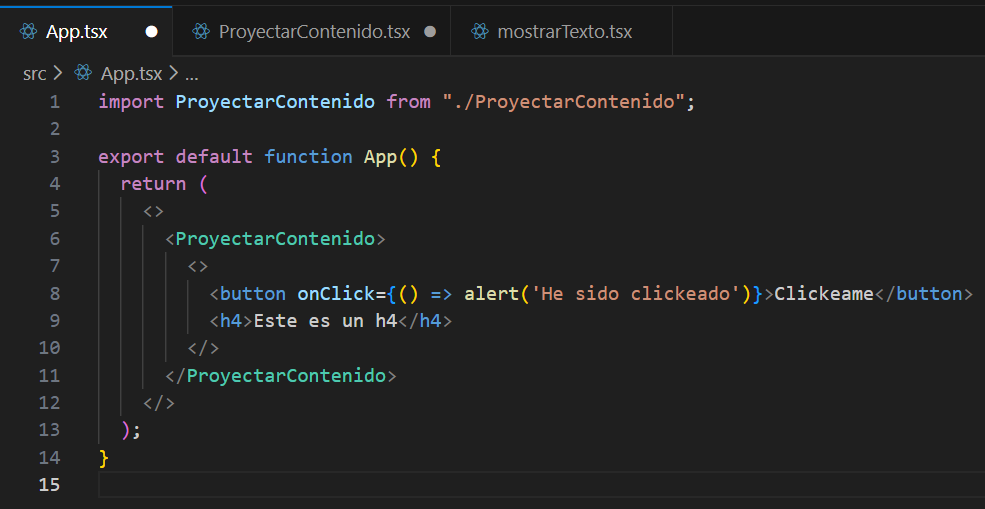 App.tsx ProyectarContenido.tsx mostrarTexto.tsx
src > App.tsx > ...
1 import ProyectarContenido from "./ProyectarContenido";
2
3 export default function App() {
4 return (
5 <>
6 <ProyectarContenido>
7 <>
8 <button onClick={() => alert('He sido clickeado')}>Clickeame</button>
9 <h4>Este es un h4</h4>
10 </>
11 </ProyectarContenido>
12 </>
13 );
14 }
15